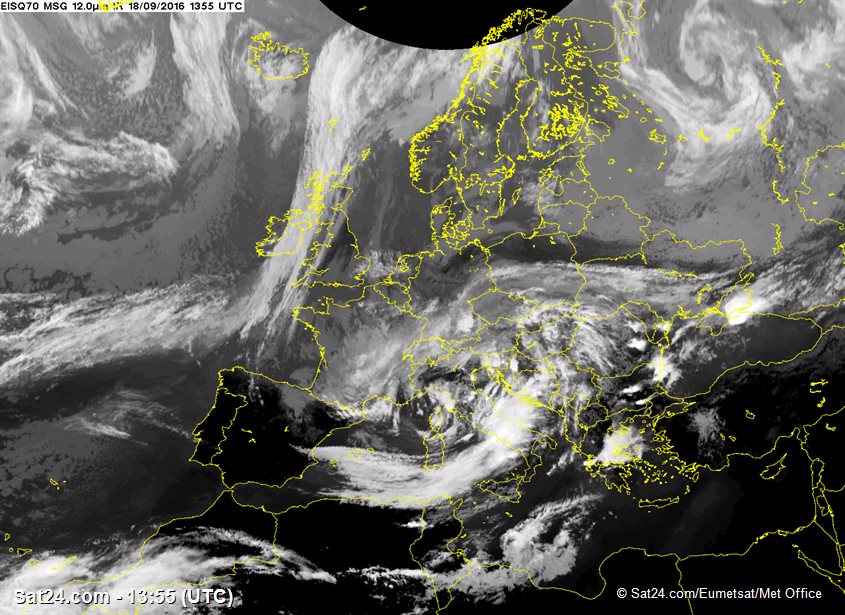 EISQ70 MSG 12.0µm IR 18/09/2016 1355 UTC
Sat24.com - 13:55 (UTC)
© Sat24.com/Eumetsat/Met Office